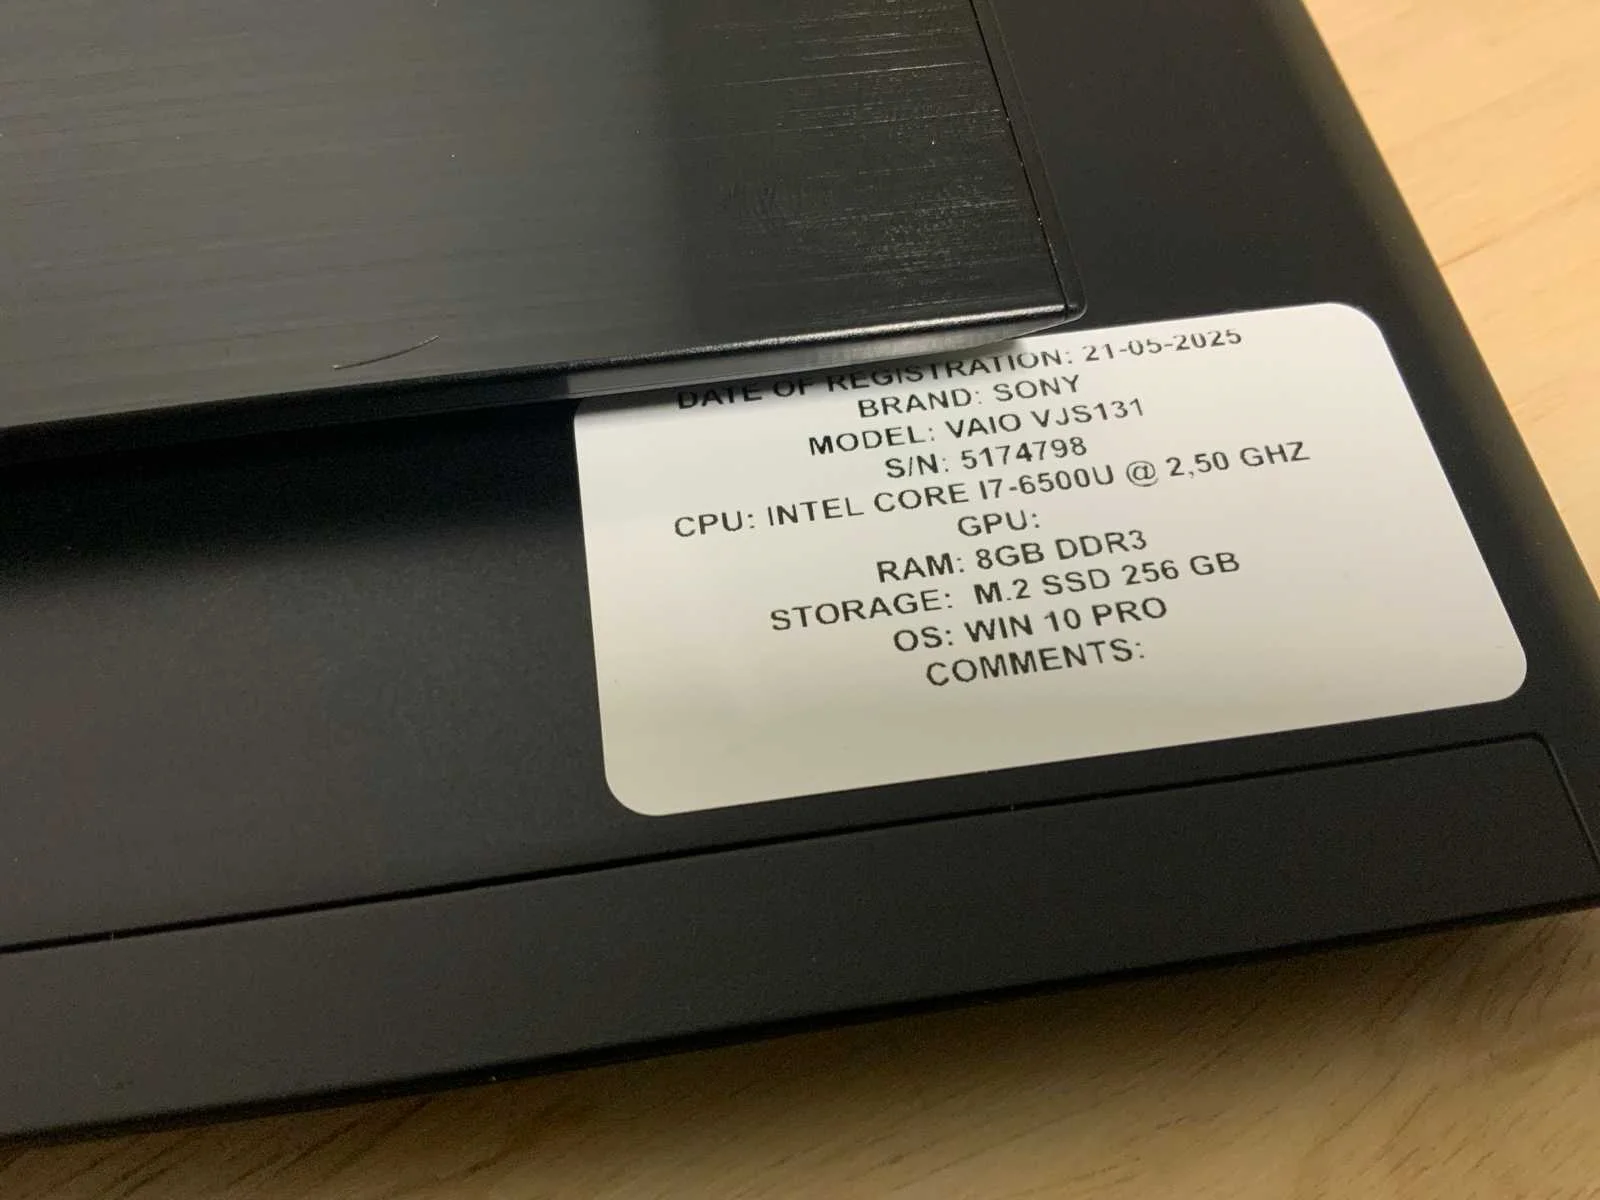 DATE OF REGISTRATION: 21-05-2025
BRAND: SONY
MODEL: VAIO VJS131
S/N: 5174798
CPU: INTEL CORE I7-6500U @ 2,50 GHZ
GPU:
RAM: 8GB DDR3
STORAGE: M.2 SSD 256 GB
OS: WIN 10 PRO
COMMENTS: